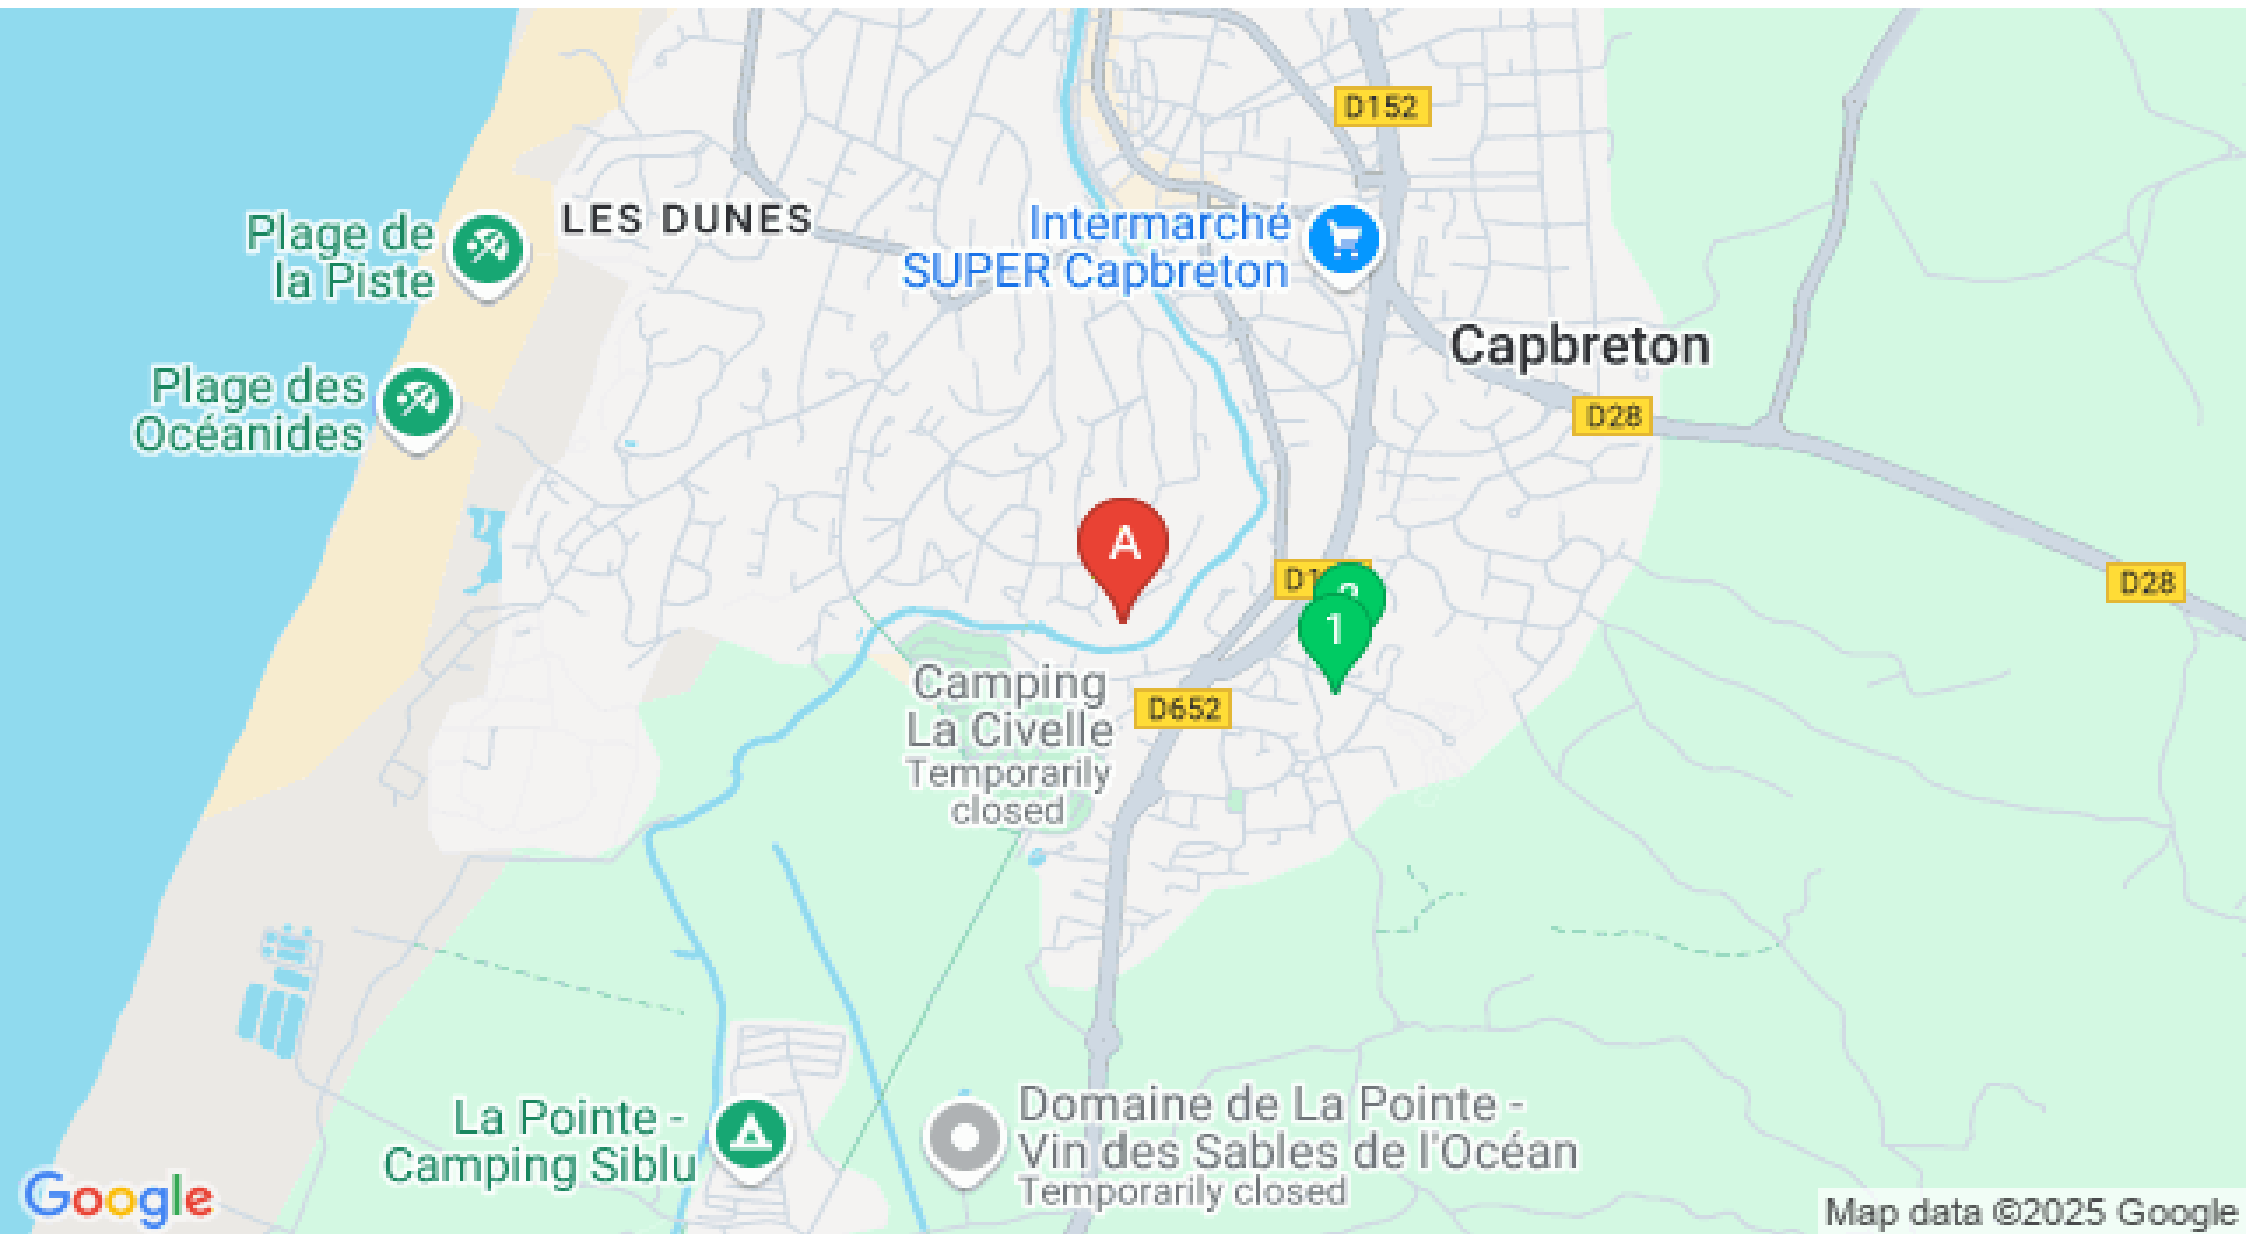 D152
Plage de
la Piste
LES DUNES
Intermarché
SUPER Capbreton
Capbreton
Plage des
Océanides
D28
A
D28
1
Camping
La Civelle
Temporarily
closed
D652
La Pointe -
Camping Siblu
Domaine de La Pointe -
Vin des Sables de l'Océan
Temporarily closed
Google
Map data ©2025 Google